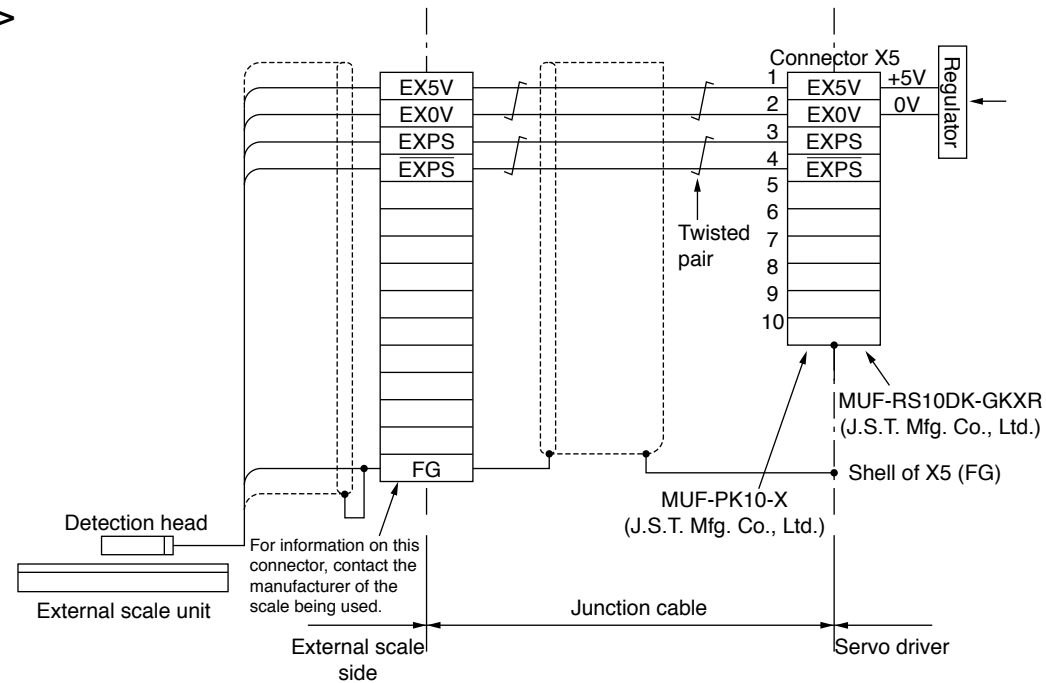 >
Connector X5
1
2
3
4
5
6
7
8
9
10
EX5V
EX0V
EXPS
E̅X̅P̅S̅
FG
EX5V
EX0V
EXPS
E̅X̅P̅S̅
+5V
0V
Regulator
Twisted
pair
MUF-RS10DK-GKXR
(J.S.T. Mfg. Co., Ltd.)
Shell of X5 (FG)
MUF-PK10-X
(J.S.T. Mfg. Co., Ltd.)
Detection head
External scale unit
For information on this
connector, contact the
manufacturer of the
scale being used.
Junction cable
External scale
side
Servo driver